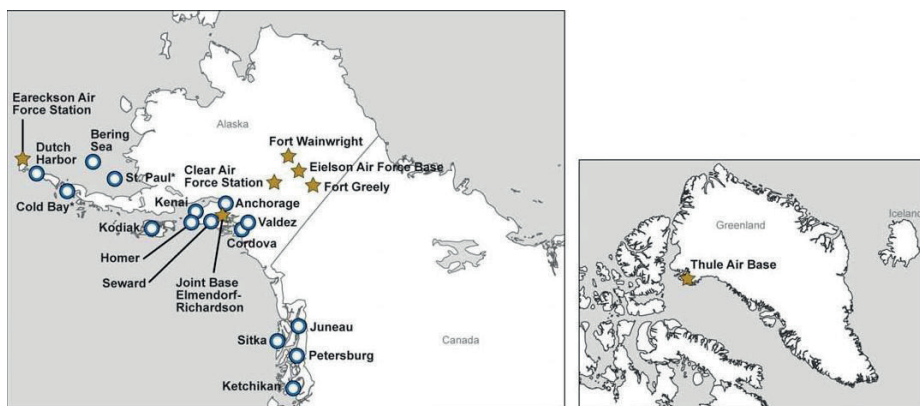 Eareckson Air
Force Station
Dutch
Harbor
Bering
Sea
St. Paul*
Cold Bay*
Alaska
Fort Wainwright
Eielson Air Force Base
Fort Greely
Clear Air
Force Station
Kenai
Anchorage
Valdez
Cordova
Kodiak
Homer
Seward
Joint Base
Elmendorf-
Richardson
Sitka
Juneau
Petersburg
Ketchikan
Canada
Greenland
Iceland
Thule Air Base